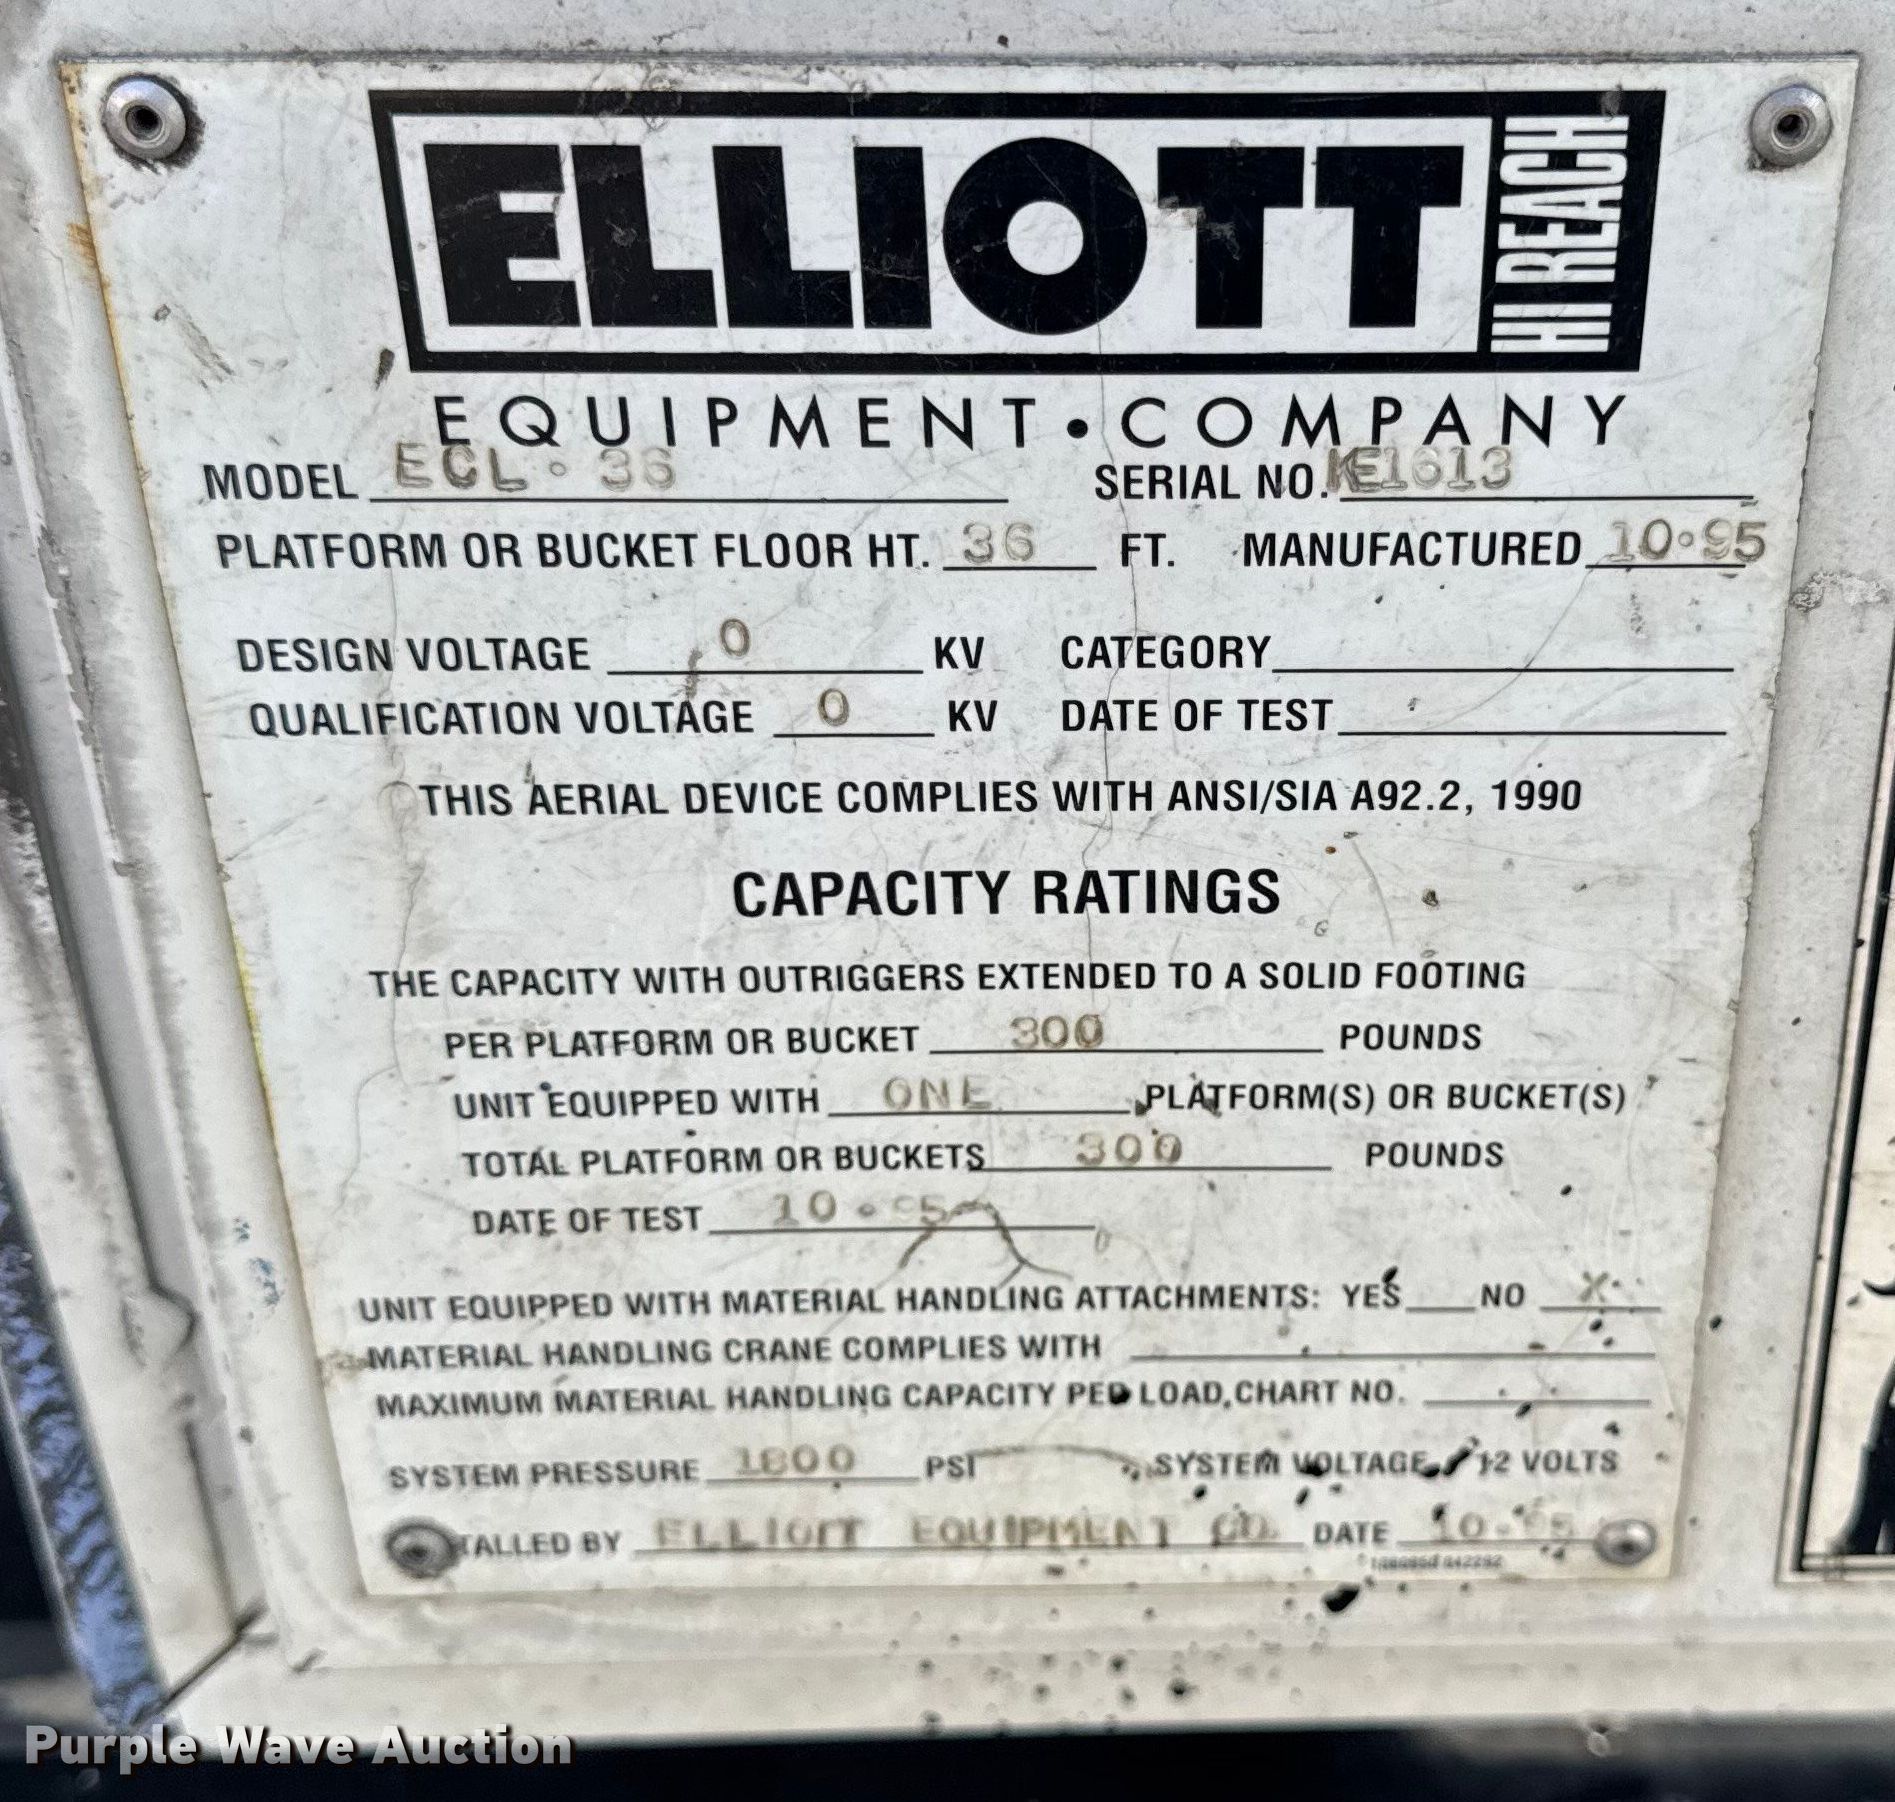 ELLIOTT HI REACH
EQUIPMENT • COMPANY
MODEL ECL · 36 SERIAL NO. KE1613
PLATFORM OR BUCKET FLOOR HT. 36 FT. MANUFACTURED 10·95
DESIGN VOLTAGE 0 KV CATEGORY
QUALIFICATION VOLTAGE 0 KV DATE OF TEST
THIS AERIAL DEVICE COMPLIES WITH ANSI/SIA A92.2, 1990
CAPACITY RATINGS
THE CAPACITY WITH OUTRIGGERS EXTENDED TO A SOLID FOOTING
PER PLATFORM OR BUCKET 300 POUNDS
UNIT EQUIPPED WITH ONE PLATFORM(S) OR BUCKET(S)
TOTAL PLATFORM OR BUCKETS 300 POUNDS
DATE OF TEST 10·95
UNIT EQUIPPED WITH MATERIAL HANDLING ATTACHMENTS: YES NO X
MATERIAL HANDLING CRANE COMPLIES WITH
MAXIMUM MATERIAL HANDLING CAPACITY PER LOAD, CHART NO.
SYSTEM PRESSURE 1800 PSI SYSTEM VOLTAGE 12 VOLTS
TALLED BY ELLIOTT EQUIPMENT CO. DATE 10-95
Purple Wave Auction